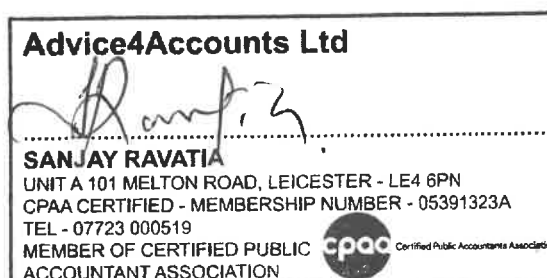 Advice4Accounts Ltd
SANJAY RAVATIA
UNIT A 101 MELTON ROAD, LEICESTER - LE4 6PN
CPAA CERTIFIED - MEMBERSHIP NUMBER - 05391323A
TEL - 07723 000519
MEMBER OF CERTIFIED PUBLIC
ACCOUNTANT ASSOCIATION
cpaa Certified Public Accountants Associati